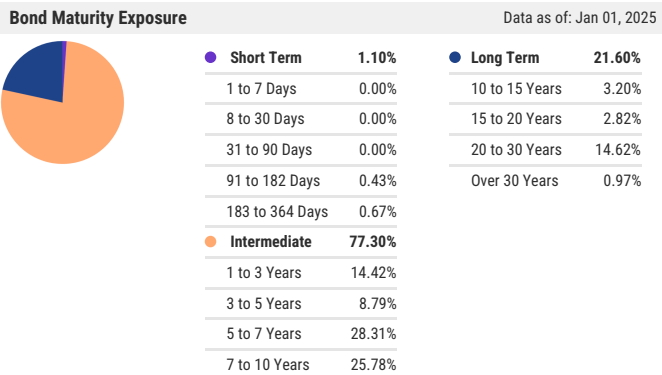 Bond Maturity Exposure Data as of: Jan 01, 2025
Short Term 1.10%
1 to 7 Days 0.00%
8 to 30 Days 0.00%
31 to 90 Days 0.00%
91 to 182 Days 0.43%
183 to 364 Days 0.67%
Intermediate 77.30%
1 to 3 Years 14.42%
3 to 5 Years 8.79%
5 to 7 Years 28.31%
7 to 10 Years 25.78%
Long Term 21.60%
10 to 15 Years 3.20%
15 to 20 Years 2.82%
20 to 30 Years 14.62%
Over 30 Years 0.97%